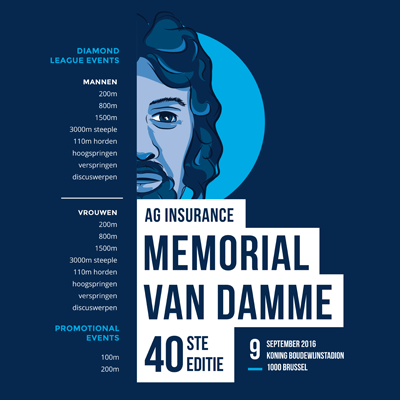 DIAMOND
LEAGUE EVENTS
MANNEN
200m
800m
1500m
3000m steeple
110m horden
hoogspringen
verspringen
discuswerpen
VROUWEN
200m
800m
1500m
3000m steeple
110m horden
hoogspringen
verspringen
discuswerpen
PROMOTIONAL
EVENTS
100m
200m
AG INSURANCE
MEMORIAL
VAN DAMME
40 STE
EDITIE
9 SEPTEMBER 2016
KONING BOUDEWIJNSTADION
1000 BRUSSEL